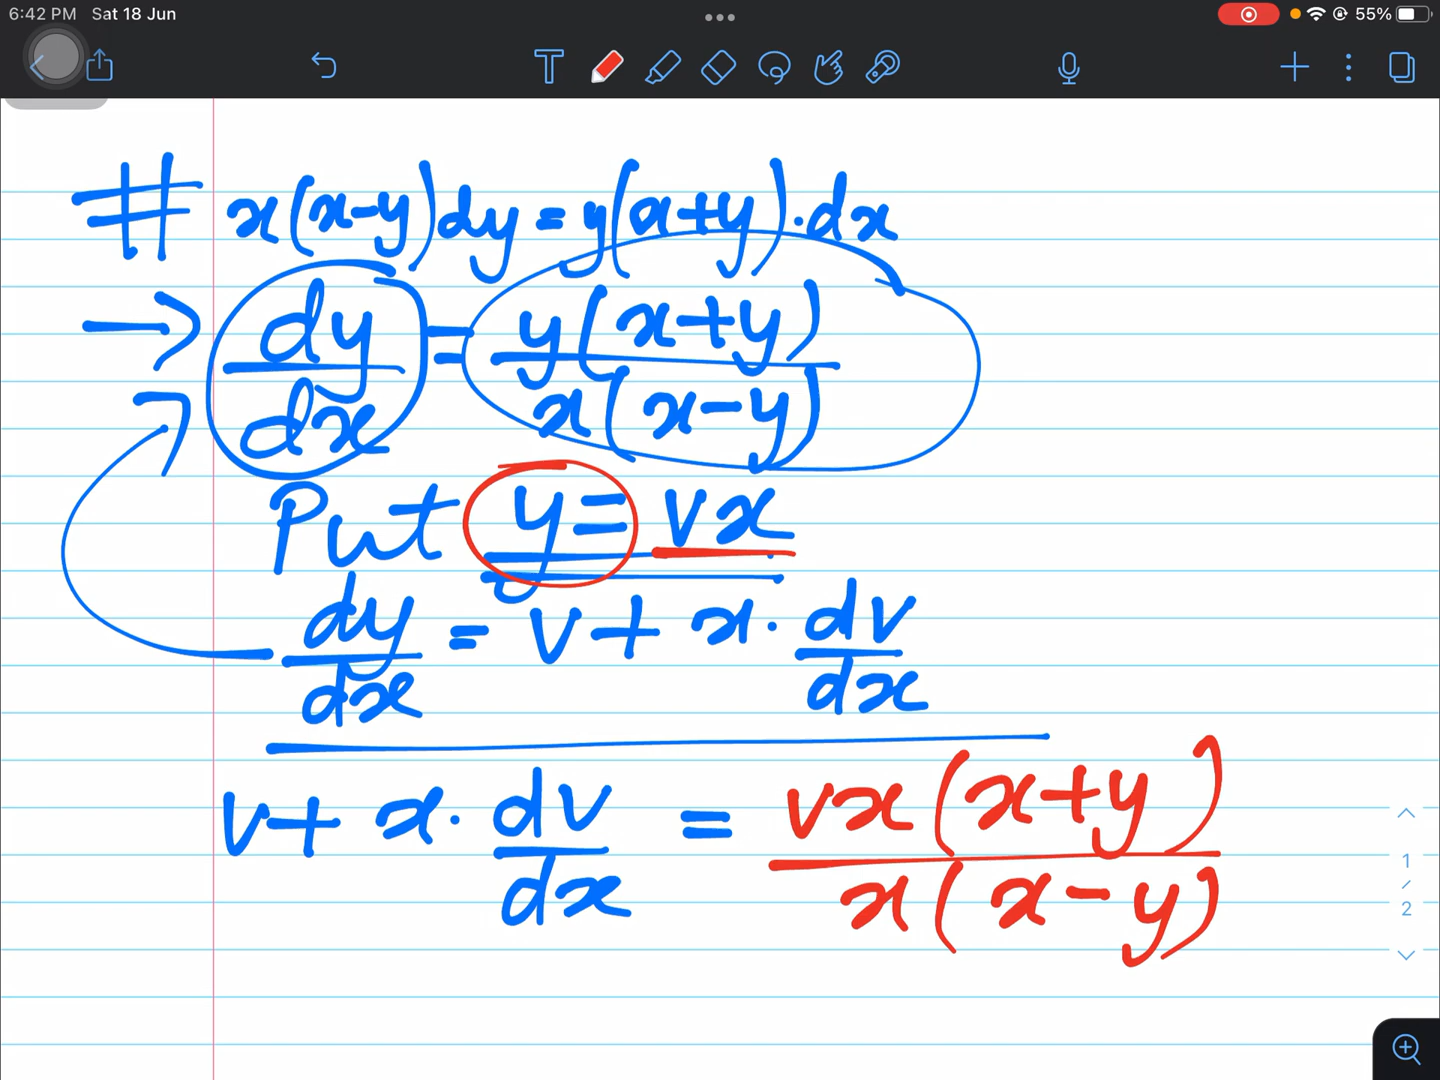 6:42 PM Sat 18 Jun 55%
T
# x(x-y)dy=y(x+y).dx
→) dy/dx = y(x+y)/x(x-y)
Put y= vx
dy/dx = v+ x. dv/dx
v+ x. dv/dx = vx(x+y)/x(x-y)
1
/
2